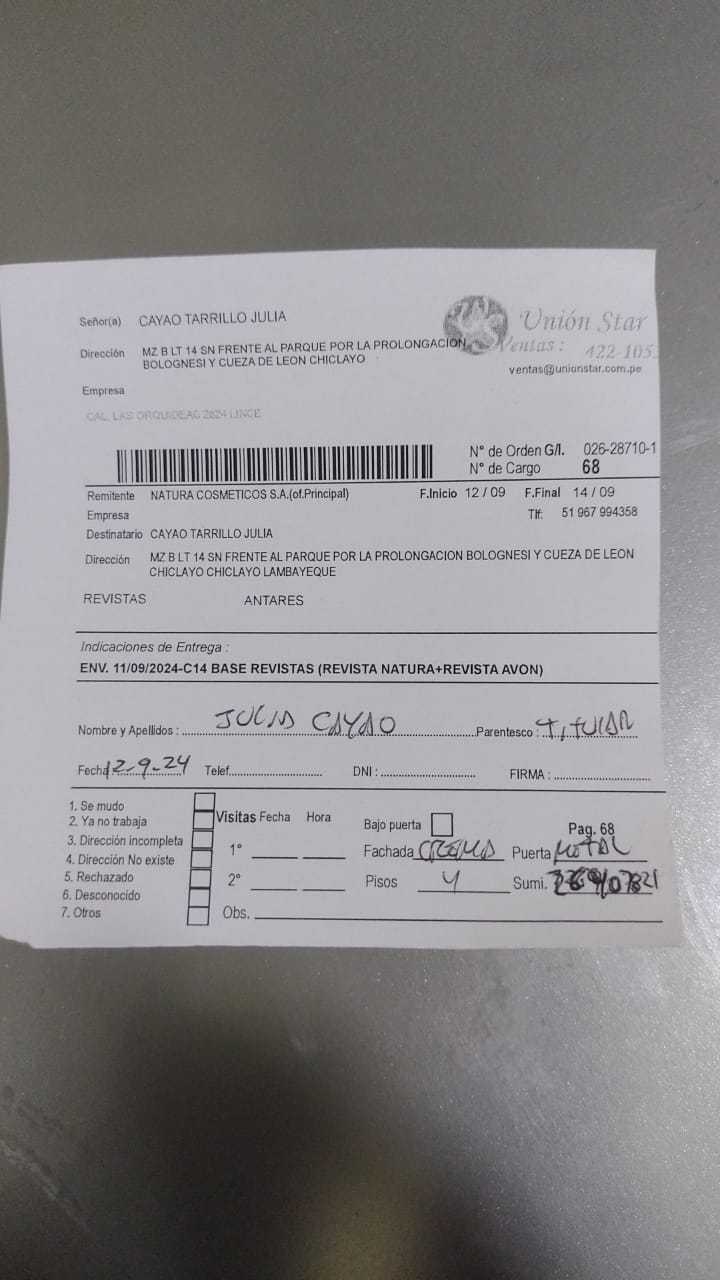 Señor(a) CAYAO TARRILLO JULIA
Unión Star
Dirección MZ B LT 14 SN FRENTE AL PARQUE POR LA PROLONGACION
BOLOGNESI Y CUEZA DE LEON CHICLAYO
Ventas: 422-105
ventas@unionstar.com.pe
Empresa
CAL. LAS ORQUIDEAC 2624 LINCE
N° de Orden G/I. 026-28710-1
N° de Cargo 68
Remitente NATURA COSMETICOS S.A.(of.Principal) F.Inicio 12 / 09 F.Final 14 / 09
Empresa Tlf: 51 967 994358
Destinatario CAYAO TARRILLO JULIA
Dirección MZ B LT 14 SN FRENTE AL PARQUE POR LA PROLONGACION BOLOGNESI Y CUEZA DE LEON
CHICLAYO CHICLAYO LAMBAYEQUE
REVISTAS ANTARES
Indicaciones de Entrega :
ENV. 11/09/2024-C14 BASE REVISTAS (REVISTA NATURA+REVISTA AVON)
Nombre y Apellidos : JULIA CAYAO Parentesco : TITULAR
Fecha 12-9-24 Telef. DNI : FIRMA :
1. Se mudo
2. Ya no trabaja
3. Dirección incompleta
4. Dirección No existe
5. Rechazado
6. Desconocido
7. Otros
Visitas Fecha Hora
1°
2°
Obs.
Bajo puerta Pag. 68
Fachada CREMA Puerta METAL
Pisos 4 Sumi.